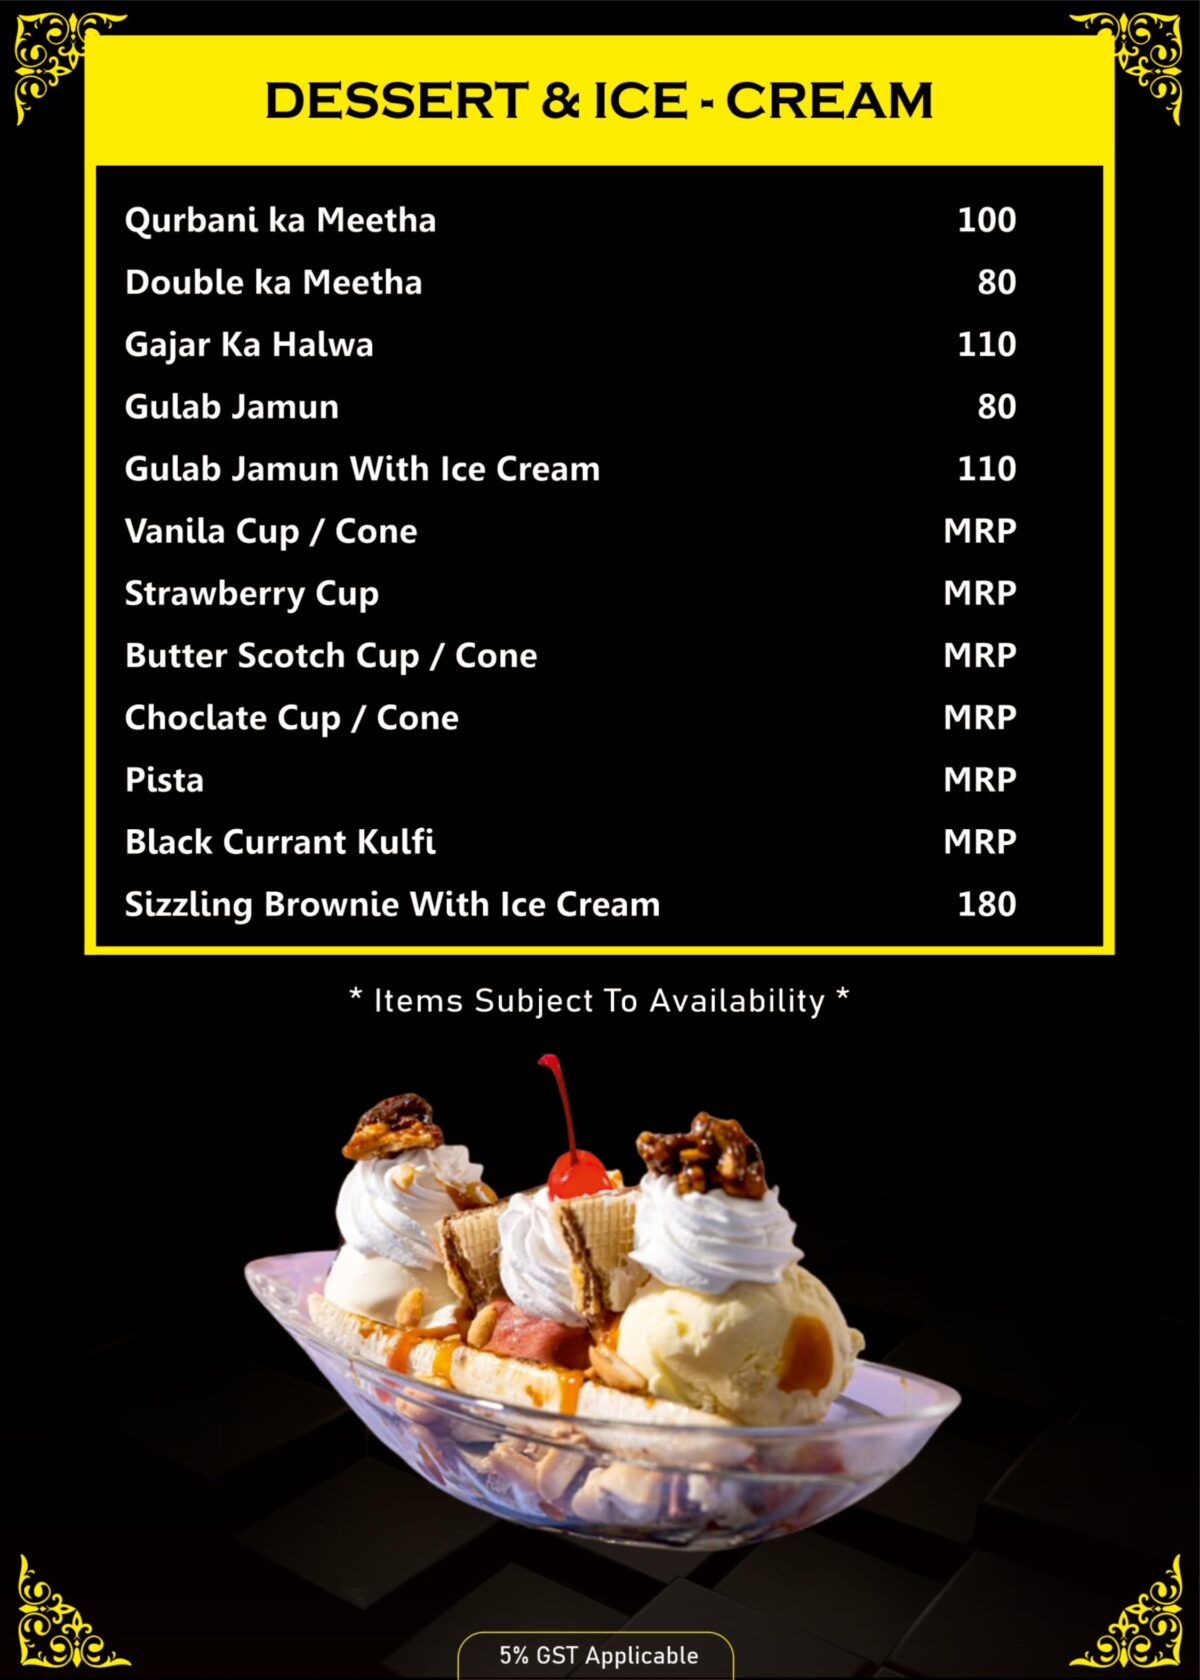 DESSERT & ICE - CREAM
Qurbani ka Meetha 100
Double ka Meetha 80
Gajar Ka Halwa 110
Gulab Jamun 80
Gulab Jamun With Ice Cream 110
Vanila Cup / Cone MRP
Strawberry Cup MRP
Butter Scotch Cup / Cone MRP
Choclate Cup / Cone MRP
Pista MRP
Black Currant Kulfi MRP
Sizzling Brownie With Ice Cream 180
* Items Subject To Availability *
5% GST Applicable